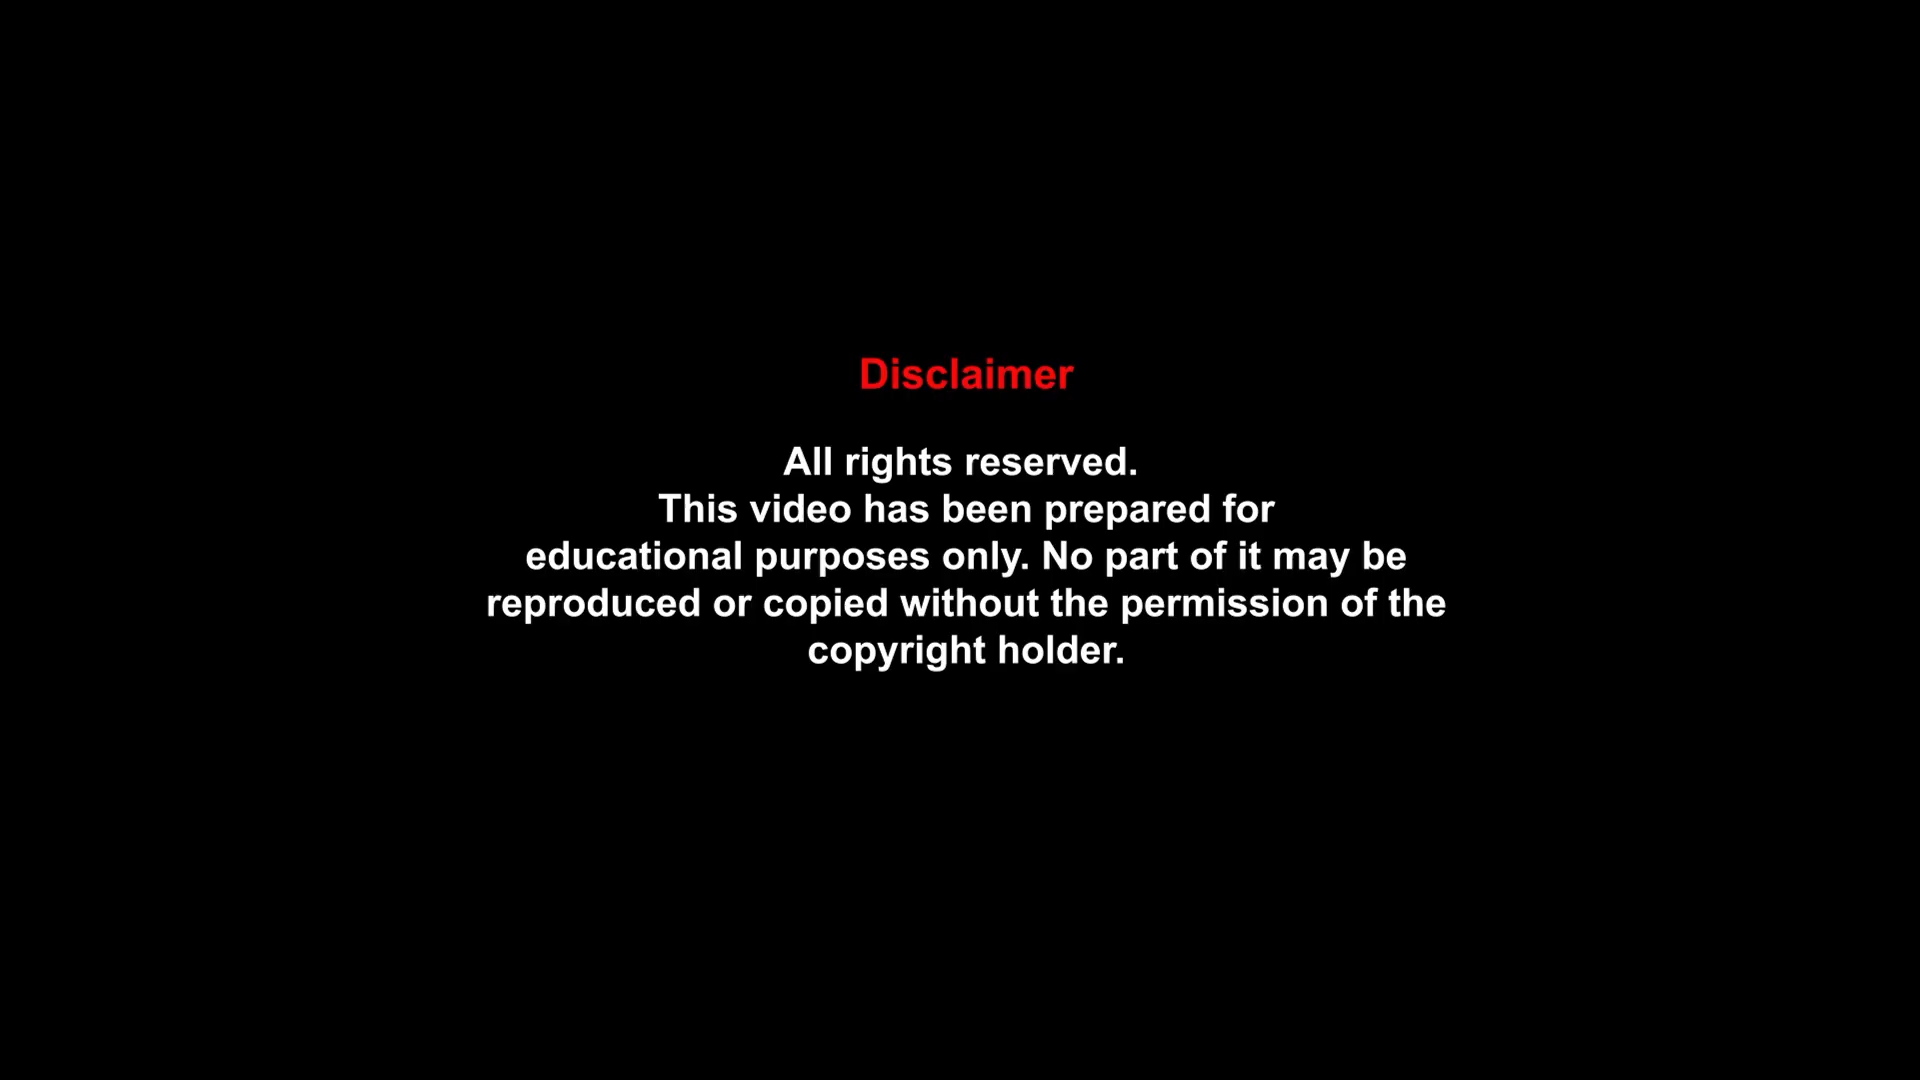 Disclaimer
All rights reserved.
This video has been prepared for
educational purposes only. No part of it may be
reproduced or copied without the permission of the
copyright holder.